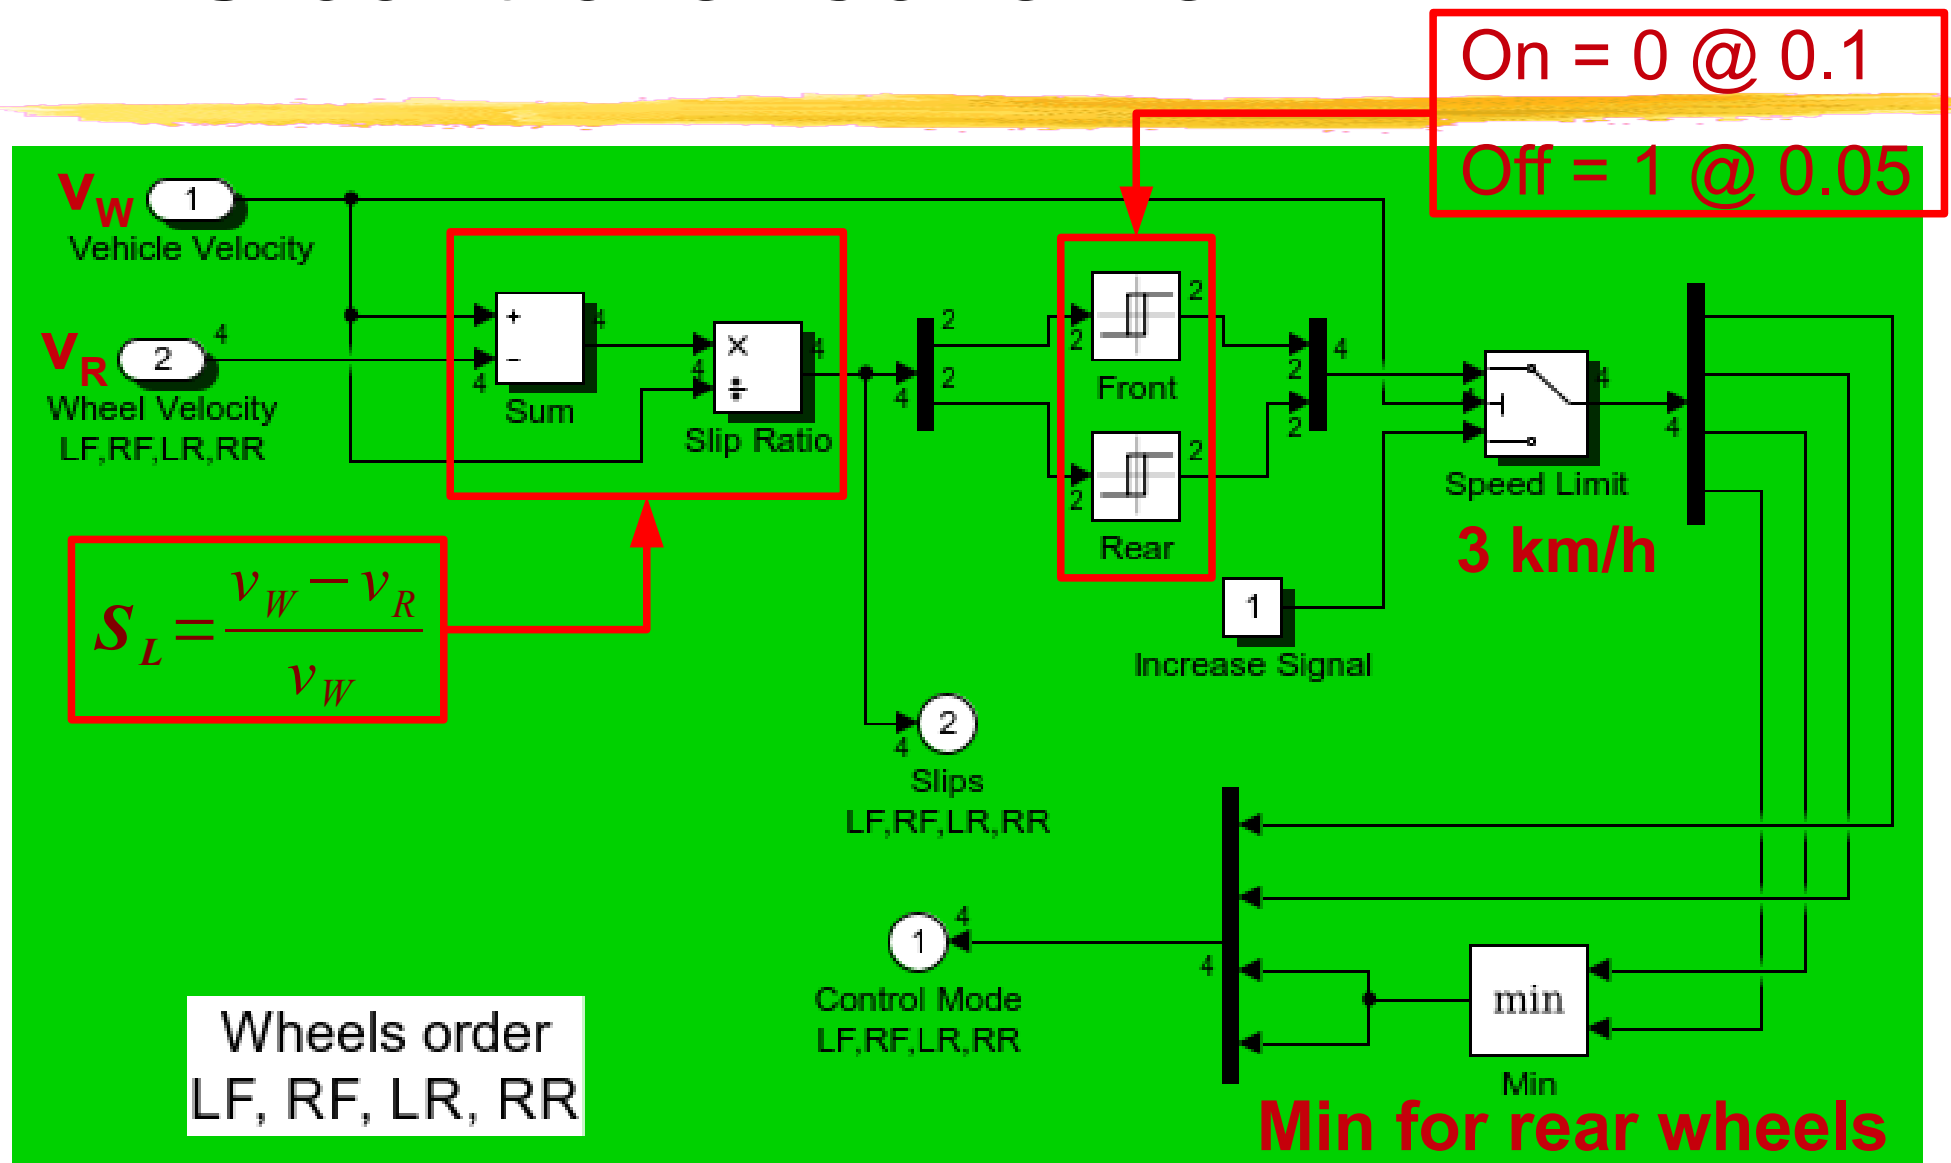 On = 0 @ 0.1
Off = 1 @ 0.05
vW
1
Vehicle Velocity
vR
2
4
Wheel Velocity
LF,RF,LR,RR
+
−
4
4
Sum
×
÷
4
4
Slip Ratio
SL = vW − vR
vW
4
2
2
2
2
Front
2
2
Rear
2
2
4
4
Speed Limit
3 km/h
4
1
Increase Signal
2
4
Slips
LF,RF,LR,RR
1
4
4
Control Mode
LF,RF,LR,RR
min
Min
Min for rear wheels
Wheels order
LF, RF, LR, RR